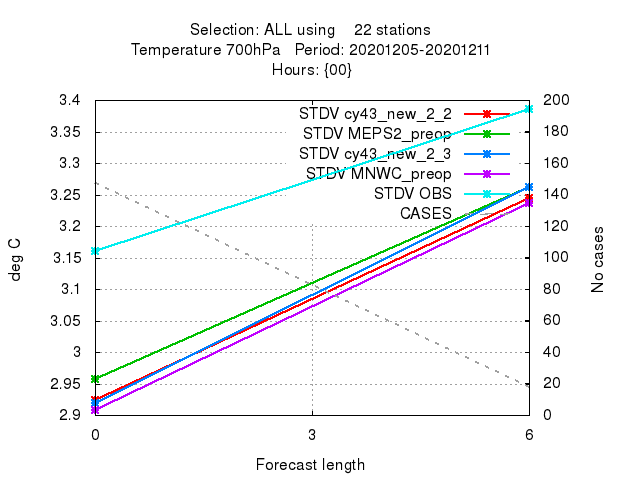 Selection: ALL using    22 stations
Temperature 700hPa   Period: 20201205-20201211
Hours: {00}
3.4
3.35
3.3
3.25
3.2
3.15
3.1
3.05
3
2.95
2.9
deg C
STDV cy43_new_2_2
STDV MEPS2_preop
STDV cy43_new_2_3
STDV MNWC_preop
STDV OBS
CASES
200
180
160
140
120
100
80
60
40
20
0
No cases
0 3 6
Forecast length